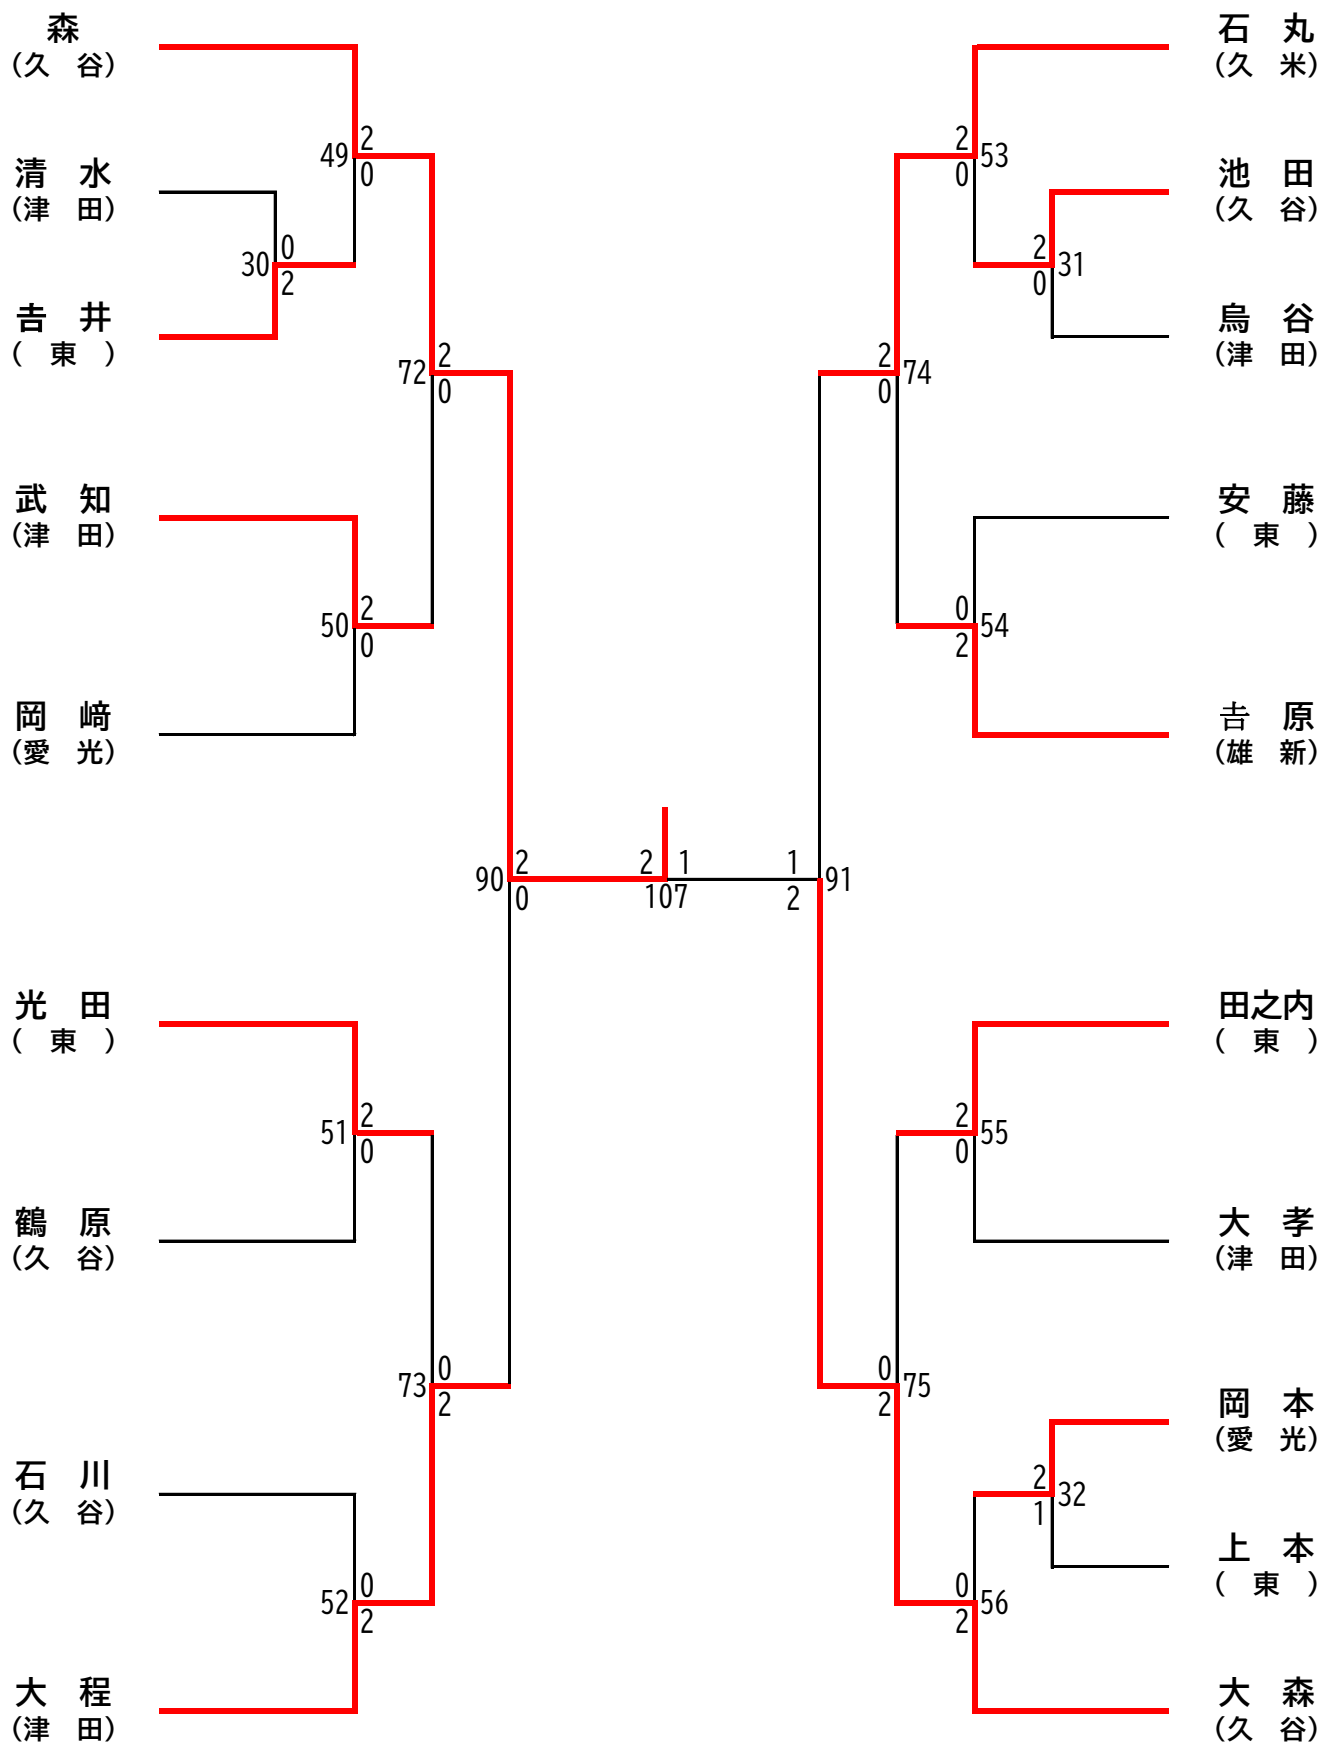 森
(久　谷)
清　水
(津　田)
𠮷　井
(　東　)
武　知
(津　田)
岡　﨑
(愛　光)
光　田
(　東　)
鶴　原
(久　谷)
石　川
(久　谷)
大　程
(津　田)
49
2
0
30
0
2
72
2
0
50
2
0
90
2
0
51
2
0
73
0
2
52
0
2
2
1
107
1
2
91
2
0
53
2
0
31
2
0
74
0
2
54
2
0
55
0
2
75
2
1
32
0
2
56
石　丸
(久　米)
池　田
(久　谷)
烏　谷
(津　田)
安　藤
(　東　)
𠮷　原
(雄　新)
田之内
(　東　)
大　孝
(津　田)
岡　本
(愛　光)
上　本
(　東　)
大　森
(久　谷)